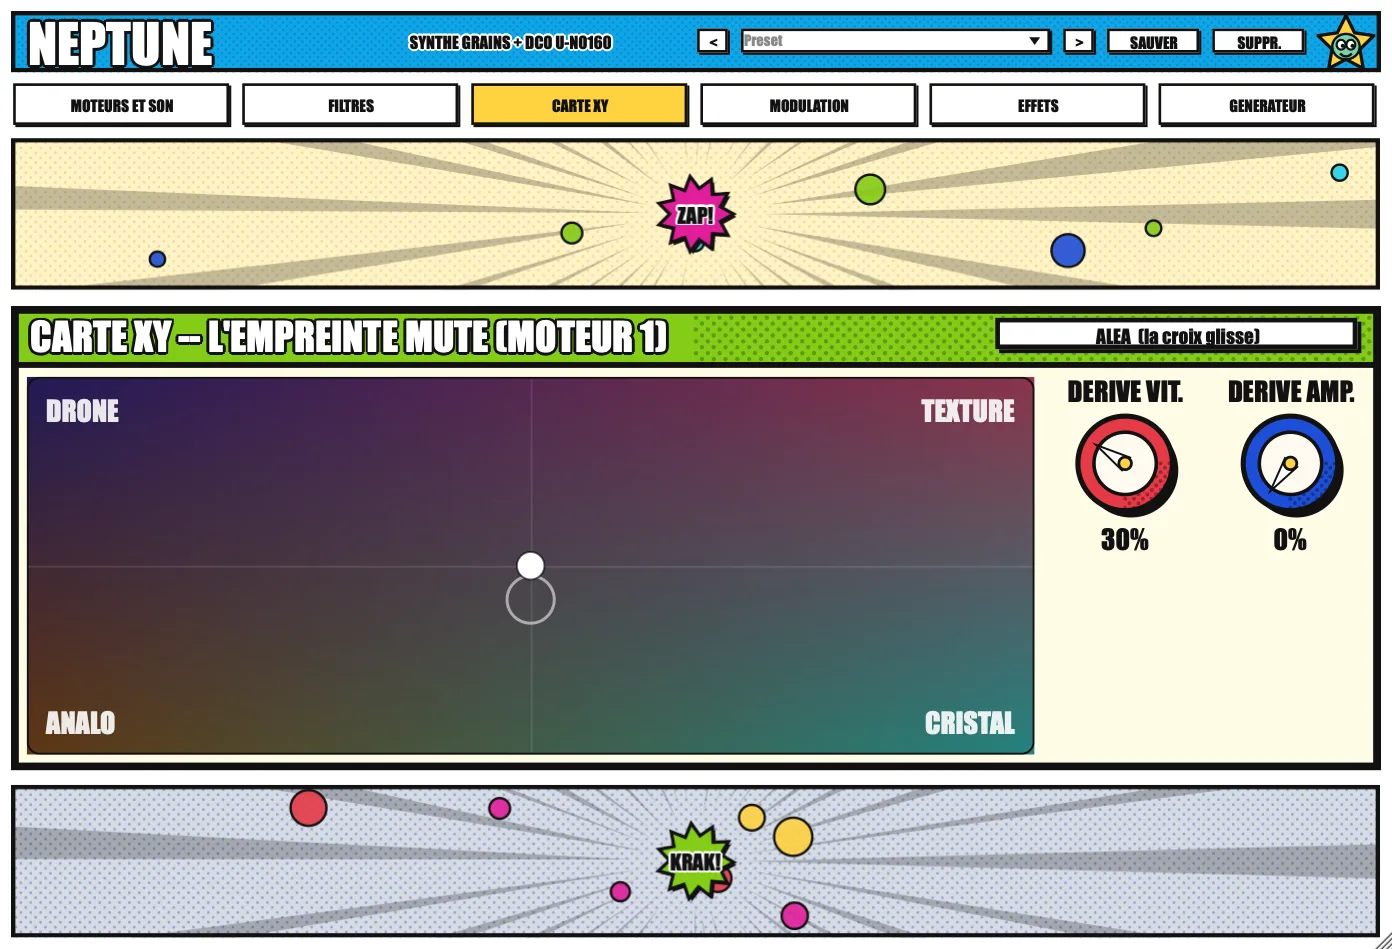 NEPTUNE
SYNTHE GRAINS + DCO U-NO160
<
Preset
>
SAUVER
SUPPR.
MOTEURS ET SON
FILTRES
CARTE XY
MODULATION
EFFETS
GENERATEUR
ZAP!
CARTE XY -- L'EMPREINTE MUTE (MOTEUR 1)
ALEA (la croix glisse)
DRONE
TEXTURE
DERIVE VIT.
DERIVE AMP.
30%
0%
ANALO
CRISTAL
KRAK!